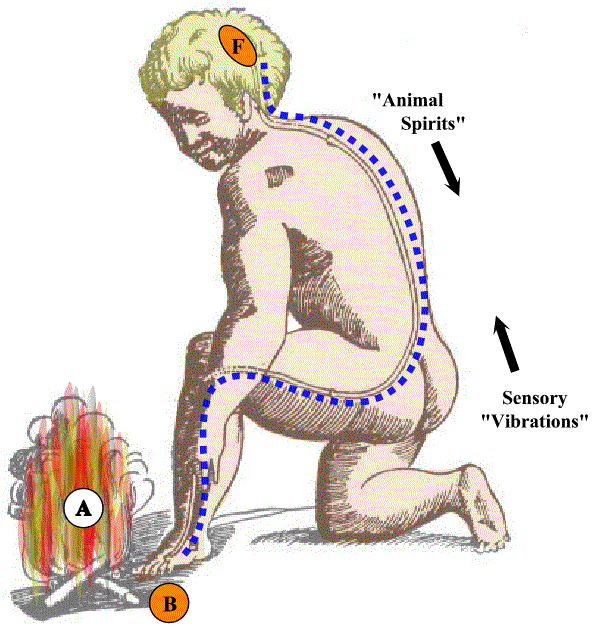 F
"Animal
Spirits"
Sensory
"Vibrations"
A
B